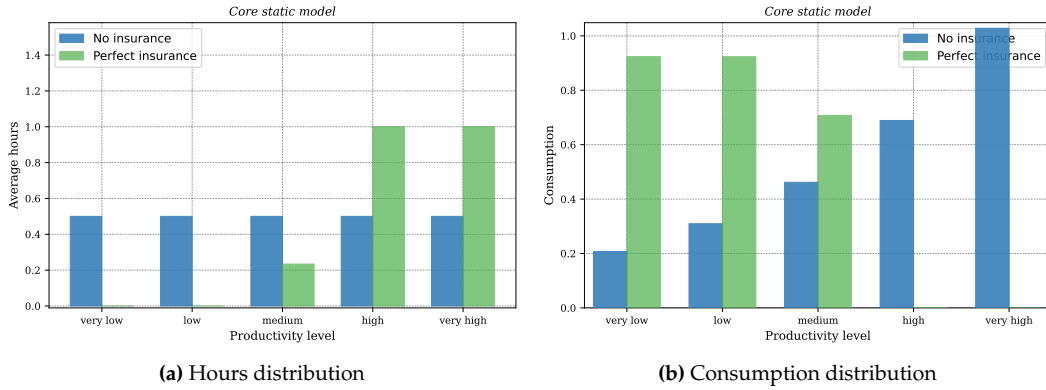 Core static model
No insurance
Perfect insurance
Average hours
1.4
1.2
1.0
0.8
0.6
0.4
0.2
0.0
very low low medium high very high
Productivity level
(a) Hours distribution
Core static model
No insurance
Perfect insurance
Consumption
1.0
0.8
0.6
0.4
0.2
0.0
very low low medium high very high
Productivity level
(b) Consumption distribution